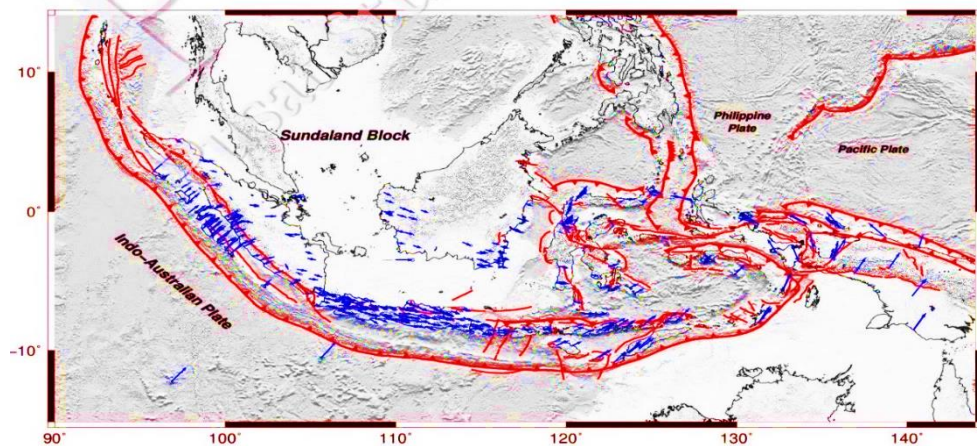 10°
Sundaland Block
Philippine
Plate
Pacific Plate
0°
Indo-Australian Plate
-10°
90° 100° 110° 120° 130° 140°